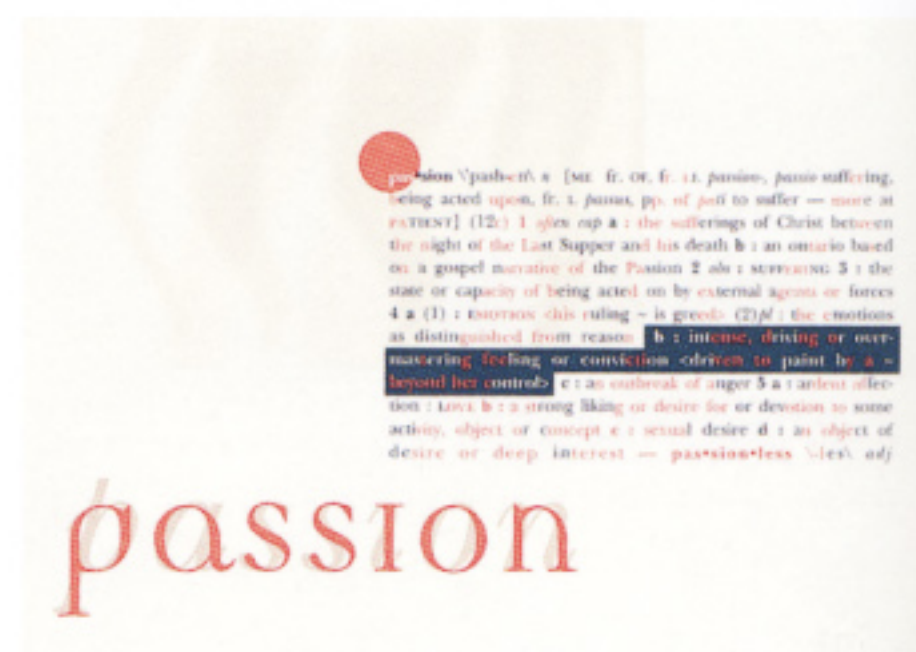 pas•sion \'pash-ən\ n [ME fr. OF, fr. LL passion-, passio suffering,
being acted upon, fr. L passus, pp. of pati to suffer — more at
PATIENT] (12c) 1 often cap a : the sufferings of Christ between
the night of the Last Supper and his death b : an based
on a gospel narrative of the Passion 2 obs : SUFFERING 3 : the
state or capacity of being acted on by external agents or forces
4 a (1) : EMOTION <his ruling ~ is greed> (2) pl : the emotions
as distinguished from reason b : intense, driving or over-
mastering feeling or conviction <driven to paint by a ~
beyond her control> c : an outbreak of anger 5 a : ardent affec-
tion : LOVE b : a strong liking or desire for or devotion to some
activity, object or concept c : sexual desire d : an object of
desire or deep interest — pas•sion•less \-les\ adj
passion